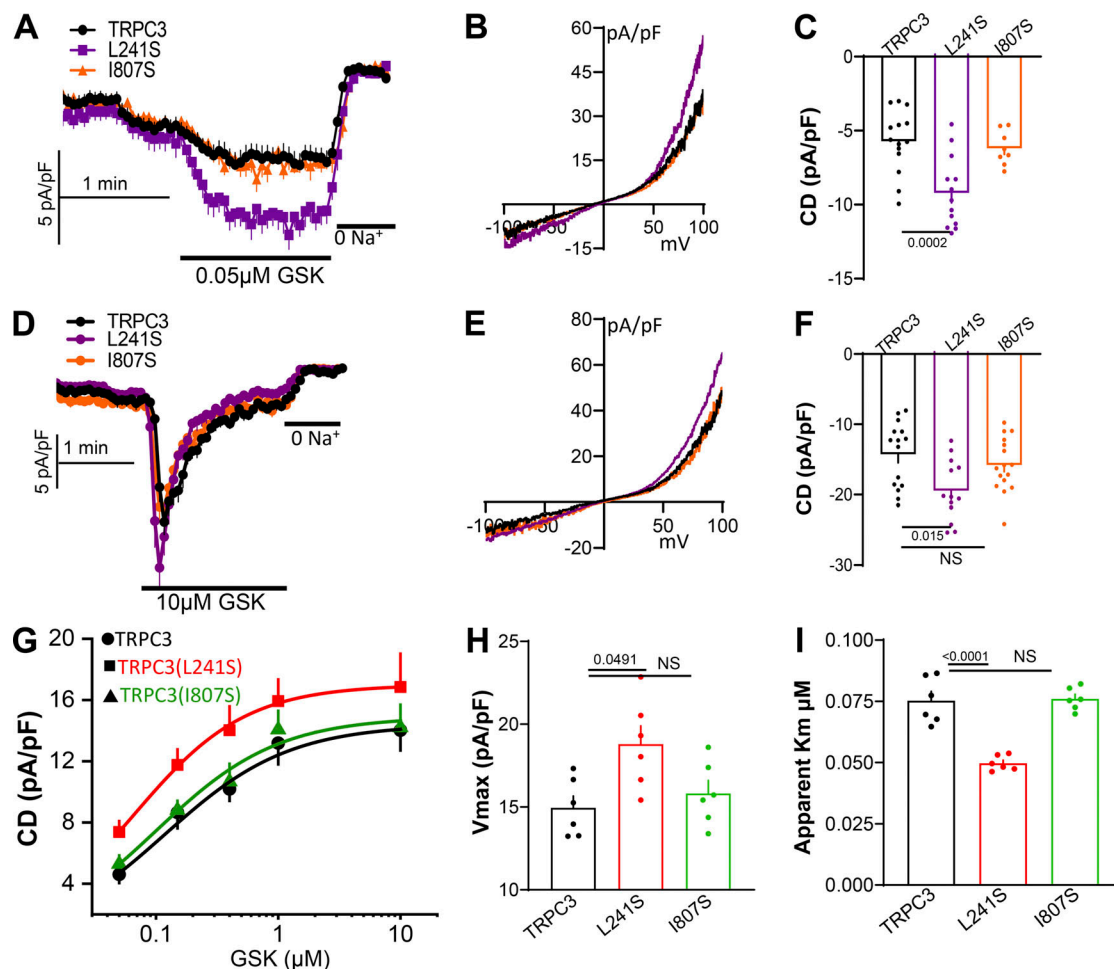 A
TRPC3
L241S
I807S
5 pA/pF
1 min
0.05µM GSK
0 Na⁺
B
pA/pF
60
45
30
15
-100
-50
50
100
mV
-15
C
TRPC3
L241S
I807S
CD (pA/pF)
0
-5
-10
-15
0.0002
D
TRPC3
L241S
I807S
5 pA/pF
1 min
0 Na⁺
10µM GSK
E
pA/pF
80
60
40
20
-100
-50
50
100
mV
-20
F
TRPC3
L241S
I807S
CD (pA/pF)
0
-10
-20
-30
0.015
NS
G
TRPC3
TRPC3(L241S)
TRPC3(I807S)
CD (pA/pF)
20
16
12
8
4
0.1
1
10
GSK (µM)
H
Vmax (pA/pF)
25
20
15
10
0.0491
NS
TRPC3
L241S
I807S
I
Apparent Km µM
0.100
0.075
0.050
0.025
0.000
<0.0001
NS
TRPC3
L241S
I807S